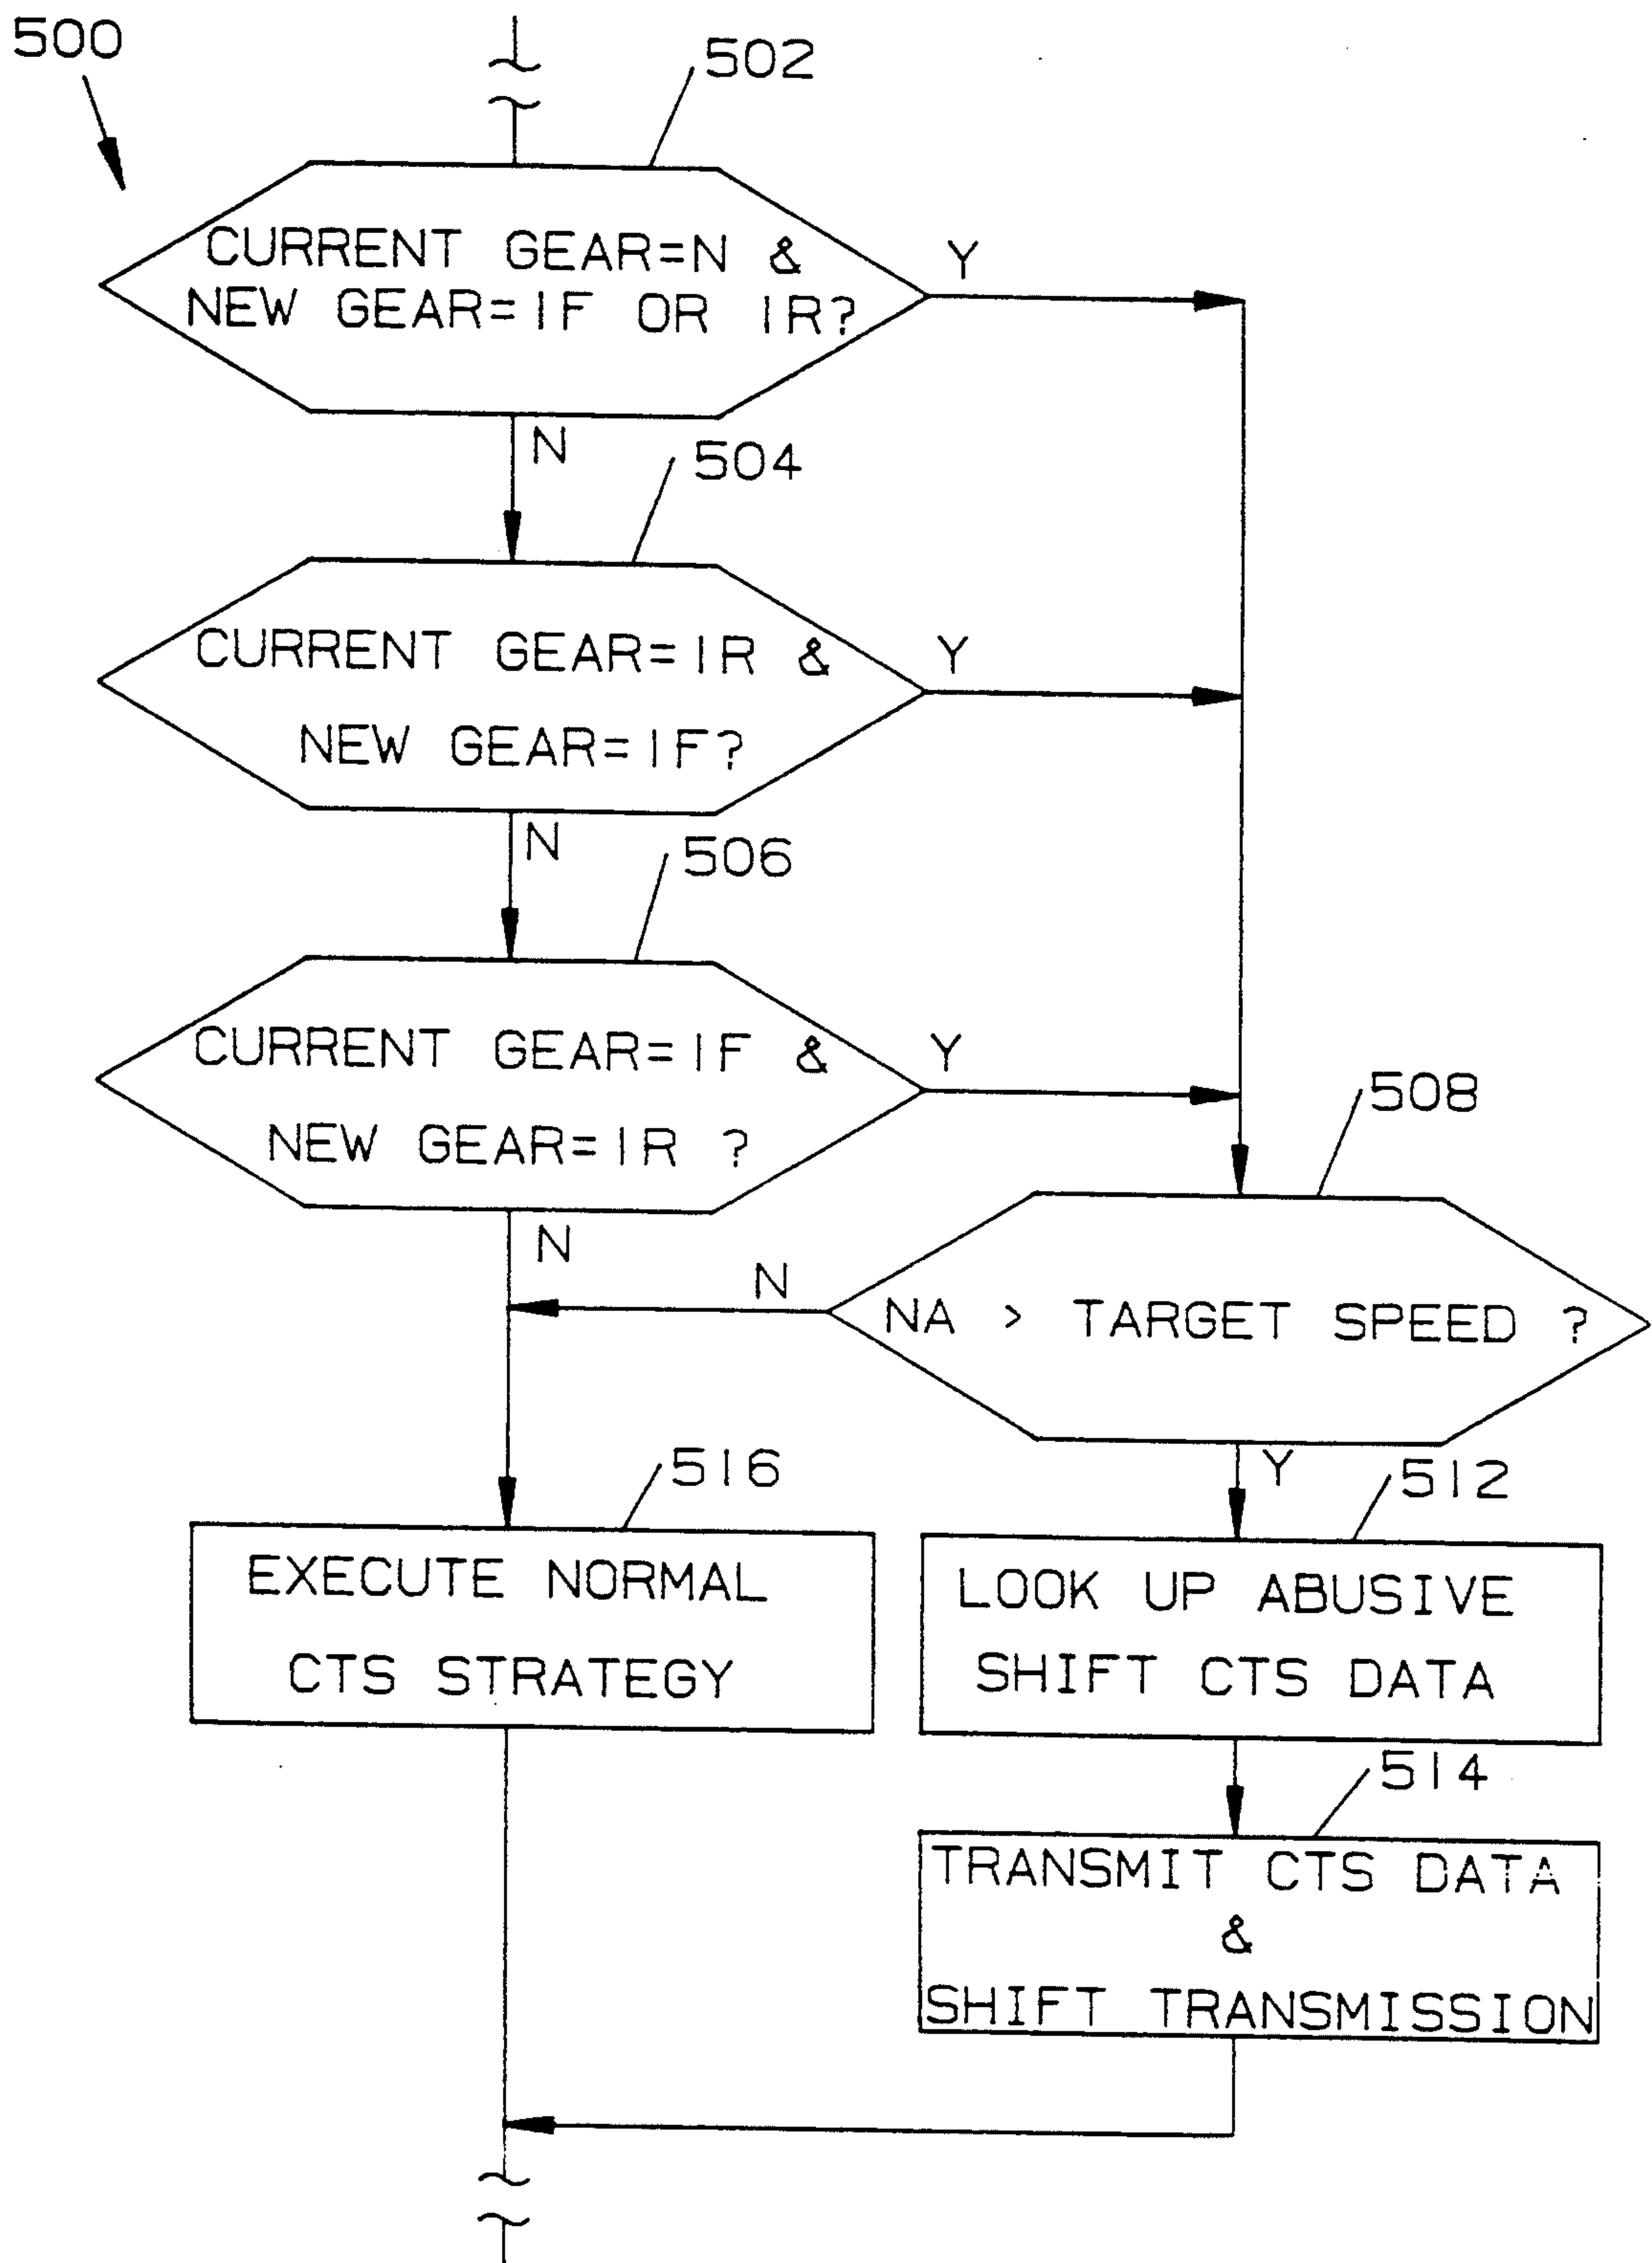 500
502
CURRENT GEAR=N &
NEW GEAR=1F OR 1R?
Y
N
504
CURRENT GEAR=1R &
NEW GEAR=1F?
Y
N
506
CURRENT GEAR=1F &
NEW GEAR=1R ?
Y
N
508
NA > TARGET SPEED ?
N
Y
516
EXECUTE NORMAL
CTS STRATEGY
512
LOOK UP ABUSIVE
SHIFT CTS DATA
514
TRANSMIT CTS DATA
&
SHIFT TRANSMISSION